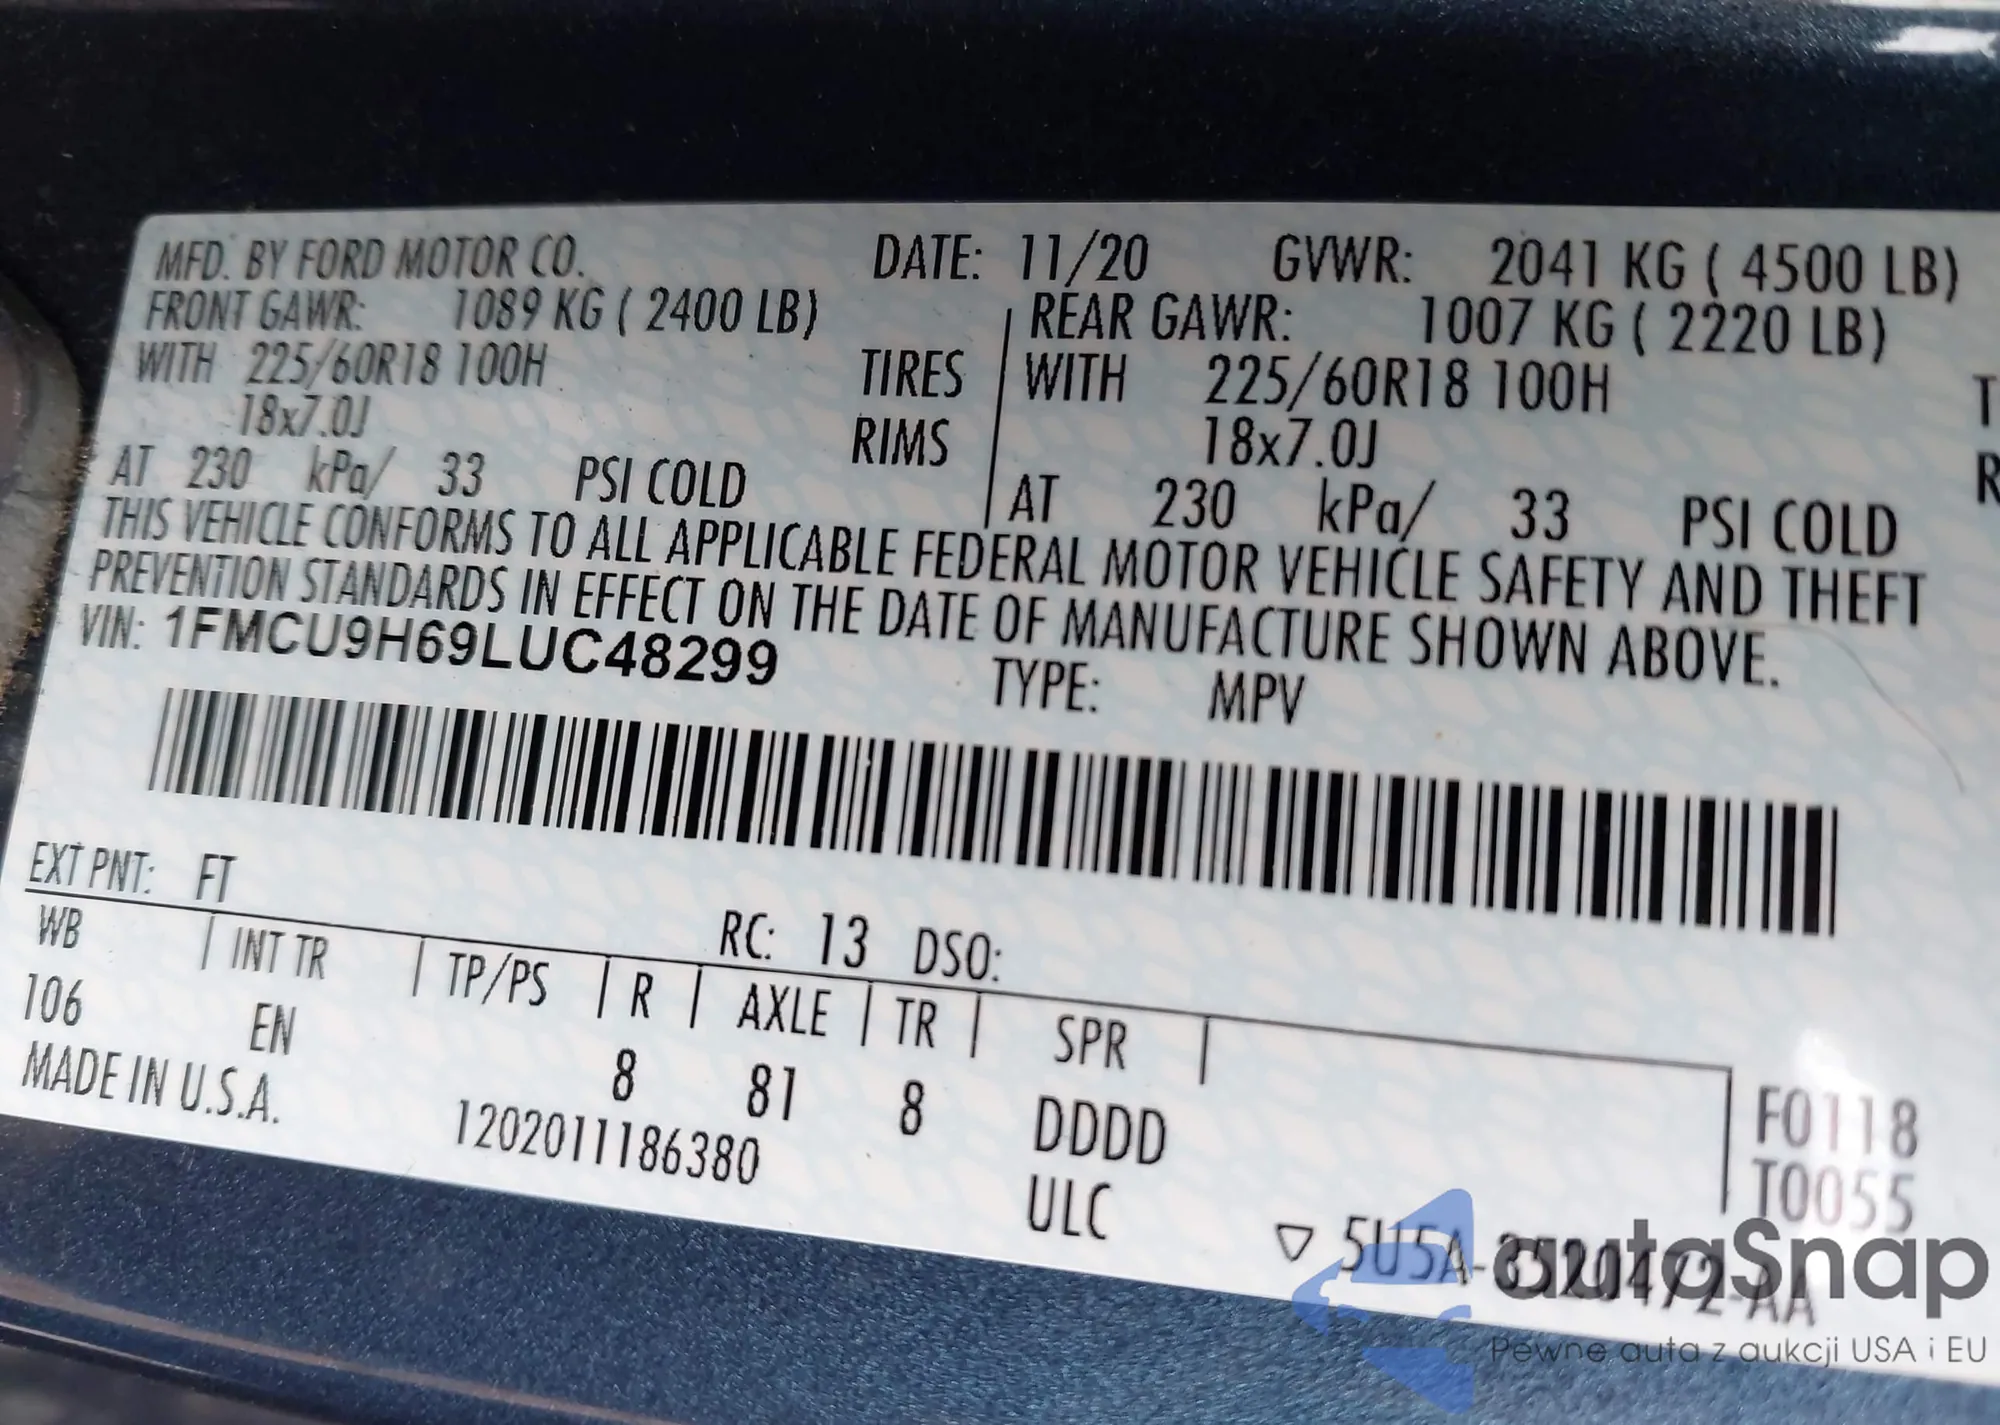 MFD. BY FORD MOTOR CO. DATE: 11/20 GVWR: 2041 KG ( 4500 LB)
FRONT GAWR: 1089 KG ( 2400 LB) REAR GAWR: 1007 KG ( 2220 LB)
WITH 225/60R18 100H TIRES WITH 225/60R18 100H T
18x7.0J RIMS 18x7.0J R
AT 230 kPa/ 33 PSI COLD AT 230 kPa/ 33 PSI COLD
THIS VEHICLE CONFORMS TO ALL APPLICABLE FEDERAL MOTOR VEHICLE SAFETY AND THEFT
PREVENTION STANDARDS IN EFFECT ON THE DATE OF MANUFACTURE SHOWN ABOVE.
VIN: 1FMCU9H69LUC48299 TYPE: MPV
EXT PNT: FT RC: 13 DSO:
WB INT TR TP/PS R AXLE TR SPR
106 EN 8 81 8 DDDD F0118
MADE IN U.S.A. 1202011186380 ULC T0055
▽ 5U5A-3520472-AA
autoSnap
Pewne auta z aukcji USA i EU